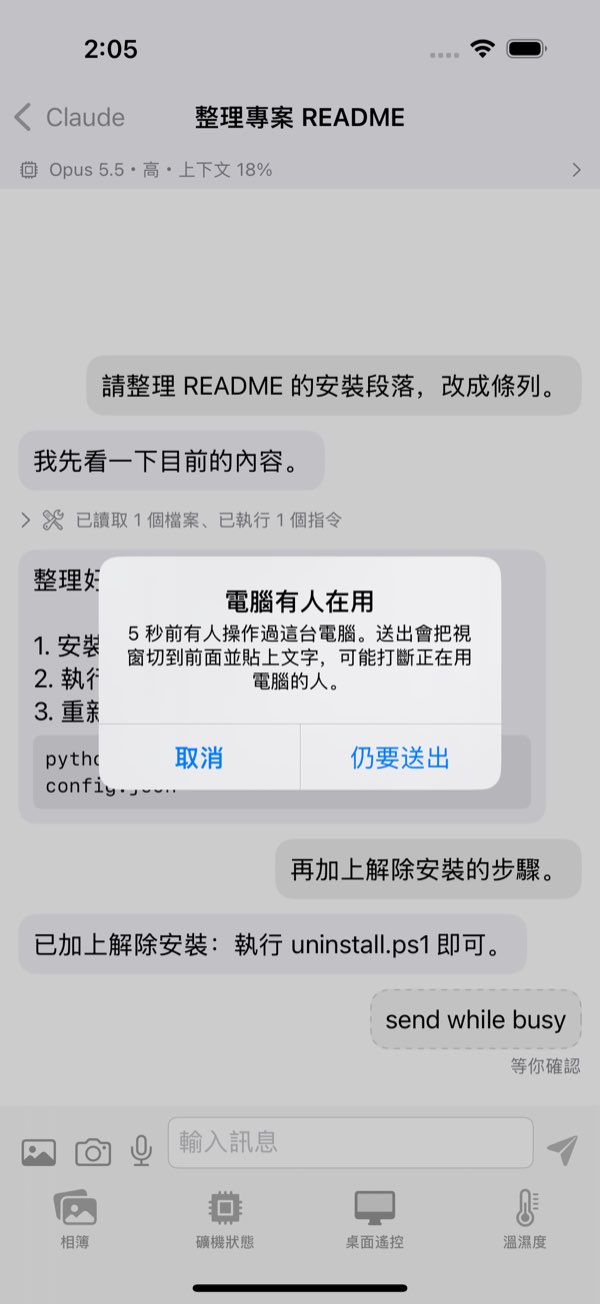 2:05
Claude
整理專案 README
Opus 5.5・高・上下文 18%
請整理 README 的安裝段落，改成條列。
我先看一下目前的內容。
已讀取 1 個檔案、已執行 1 個指令
整理
1. 安裝
2. 執行
3. 重新
電腦有人在用
5 秒前有人操作過這台電腦。送出會把視
窗切到前面並貼上文字，可能打斷正在用
電腦的人。
取消
仍要送出
config.json
再加上解除安裝的步驟。
已加上解除安裝：執行 uninstall.ps1 即可。
send while busy
等你確認
輸入訊息
相簿
礦機狀態
桌面遙控
溫濕度